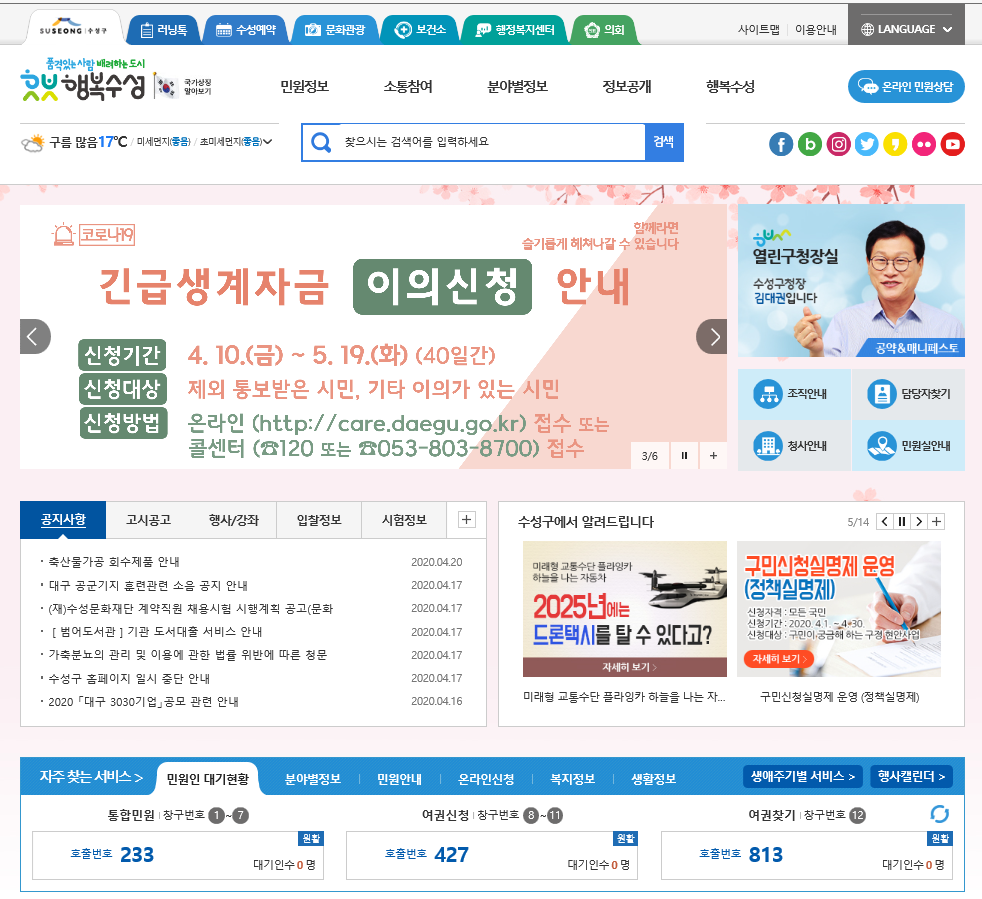 SUSEONG 수성구
러닝톡
수성예약
문화관광
보건소
행정복지센터
의회
사이트맵
이용안내
LANGUAGE
품격있는 사람 배려하는 도시
행복수성
국가상징
알아보기
민원정보
소통참여
분야별정보
정보공개
행복수성
온라인 민원상담
구름 많음 17℃ / 미세먼지(좋음) / 초미세먼지(좋음)
찾으시는 검색어를 입력하세요
검색
코로나19
함께라면
슬기롭게 헤쳐나갈 수 있습니다
긴급생계자금 이의신청 안내
신청기간 4. 10.(금) ~ 5. 19.(화) (40일간)
신청대상 제외 통보받은 시민, 기타 이의가 있는 시민
신청방법 온라인 (http://care.daegu.go.kr) 접수 또는
콜센터 (☎120 또는 ☎053-803-8700) 접수
3/6
열린구청장실
수성구청장
김대권입니다
공약&매니페스토
조직안내
담당자찾기
청사안내
민원실안내
공지사항
고시공고
행사/강좌
입찰정보
시험정보
· 축산물가공 회수제품 안내 2020.04.20
· 대구 공군기지 훈련관련 소음 공지 안내 2020.04.17
· (재)수성문화재단 계약직원 채용시험 시행계획 공고(문화 2020.04.17
· [ 범어도서관 ] 기관 도서대출 서비스 안내 2020.04.17
· 가축분뇨의 관리 및 이용에 관한 법률 위반에 따른 청문 2020.04.17
· 수성구 홈페이지 일시 중단 안내 2020.04.17
· 2020 「대구 3030기업」공모 관련 안내 2020.04.16
수성구에서 알려드립니다
5/14
미래형 교통수단 플라잉카
하늘을 나는 자동차
2025년에는
드론택시를 탈 수 있다고?
자세히 보기 >
미래형 교통수단 플라잉카 하늘을 나는 자...
구민신청실명제 운영
(정책실명제)
신청자격 : 모든 국민
신청기간 : 2020. 4.1. ~ 4. 30.
신청대상 : 구민이 궁금해 하는 구정 현안사업
자세히 보기 >
구민신청실명제 운영 (정책실명제)
자주 찾는 서비스 >
민원인 대기현황
분야별정보
민원안내
온라인신청
복지정보
생활정보
생애주기별 서비스 >
행사캘린더 >
통합민원 창구번호 1~7
원활
호출번호 233
대기인수 0 명
여권신청 창구번호 8~11
원활
호출번호 427
대기인수 0 명
여권찾기 창구번호 12
원활
호출번호 813
대기인수 0 명